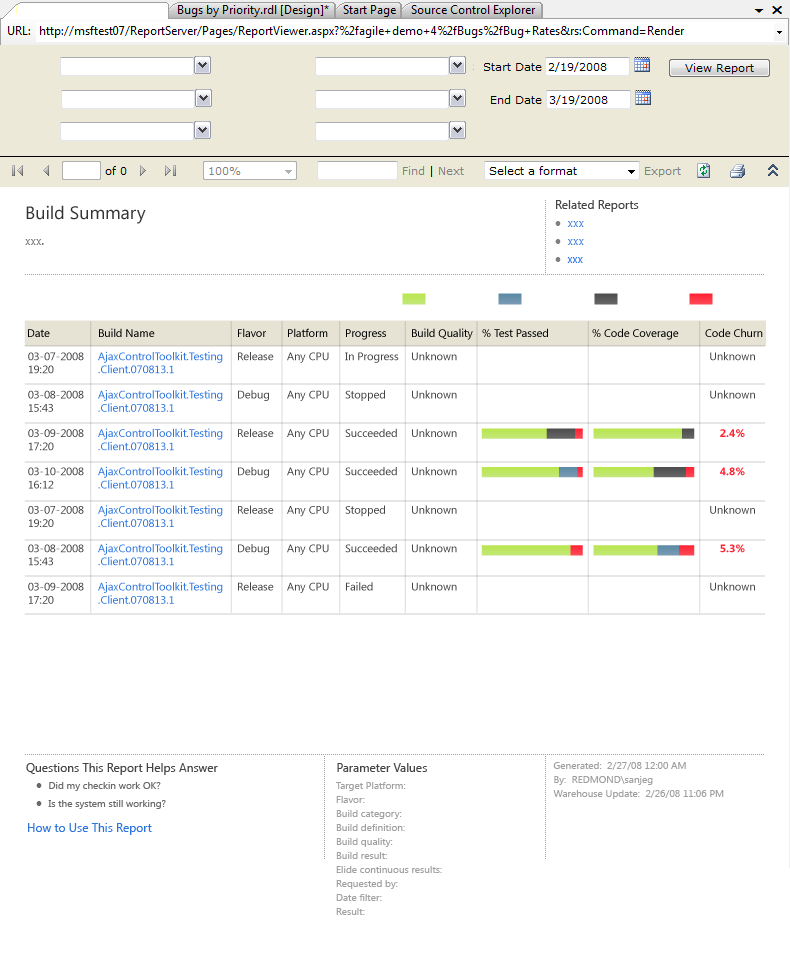 Bugs by Priority.rdl [Design]* Start Page Source Control Explorer
URL: http://msftest07/ReportServer/Pages/ReportViewer.aspx?%2fagile+demo+4%2fBugs%2fBug+Rates&rs:Command=Render
Start Date 2/19/2008 View Report
End Date 3/19/2008
of 0 100% Find | Next Select a format Export
Build Summary
xxx.
Related Reports
xxx
xxx
xxx
Date Build Name Flavor Platform Progress Build Quality % Test Passed % Code Coverage Code Churn
03-07-2008 AjaxControlToolkit.Testing Release Any CPU In Progress Unknown Unknown
19:20 .Client.070813.1
03-08-2008 AjaxControlToolkit.Testing Debug Any CPU Stopped Unknown Unknown
15:43 .Client.070813.1
03-09-2008 AjaxControlToolkit.Testing Release Any CPU Succeeded Unknown 2.4%
17:20 .Client.070813.1
03-10-2008 AjaxControlToolkit.Testing Debug Any CPU Succeeded Unknown 4.8%
16:12 .Client.070813.1
03-07-2008 AjaxControlToolkit.Testing Release Any CPU Stopped Unknown Unknown
19:20 .Client.070813.1
03-08-2008 AjaxControlToolkit.Testing Debug Any CPU Succeeded Unknown 5.3%
15:43 .Client.070813.1
03-09-2008 AjaxControlToolkit.Testing Release Any CPU Failed Unknown Unknown
17:20 .Client.070813.1
Questions This Report Helps Answer
Did my checkin work OK?
Is the system still working?
How to Use This Report
Parameter Values
Target Platform:
Flavor:
Build category:
Build definition:
Build quality:
Build result:
Elide continuous results:
Requested by:
Date filter:
Result:
Generated: 2/27/08 12:00 AM
By: REDMOND\sanjeg
Warehouse Update: 2/26/08 11:06 PM